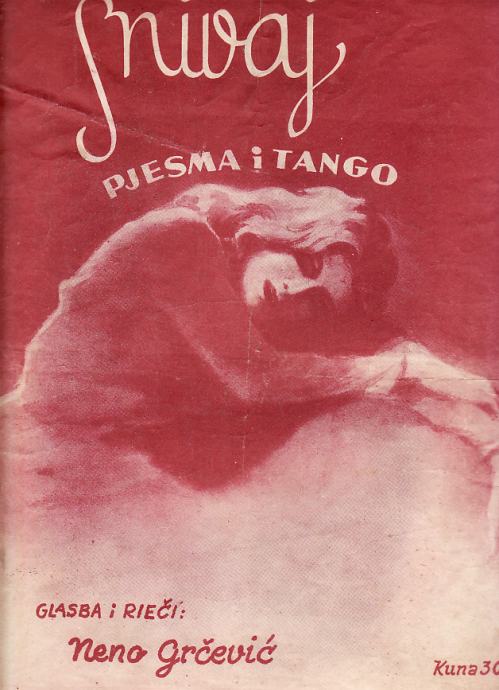 Snivaj
PJESMA i TANGO
GLASBA i RIEČI:
Neno Grčević
Kuna 30